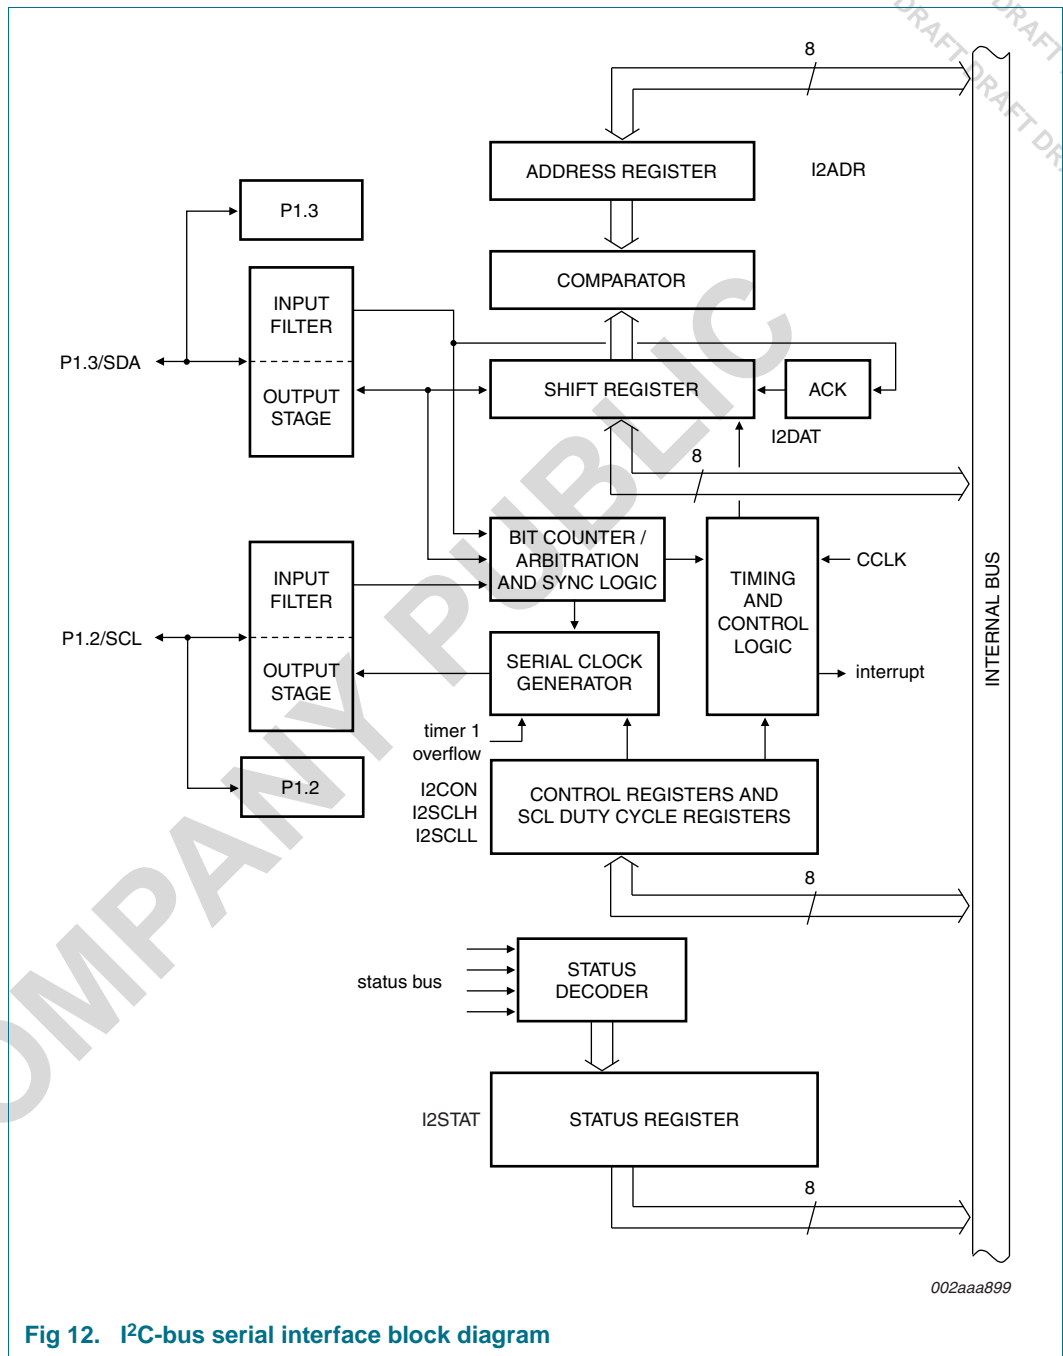 DRAFT DRAFT DRA
DRAFT
8
ADDRESS REGISTER
I2ADR
P1.3
COMPARATOR
INPUT
FILTER
P1.3/SDA
OUTPUT
STAGE
SHIFT REGISTER
ACK
I2DAT
8
BIT COUNTER /
ARBITRATION
AND SYNC LOGIC
INPUT
FILTER
TIMING
AND
CONTROL
LOGIC
CCLK
INTERNAL BUS
P1.2/SCL
OUTPUT
STAGE
SERIAL CLOCK
GENERATOR
interrupt
timer 1
overflow
P1.2
I2CON
I2SCLH
I2SCLL
CONTROL REGISTERS AND
SCL DUTY CYCLE REGISTERS
8
status bus
STATUS
DECODER
I2STAT
STATUS REGISTER
8
002aaa899
OMPANY PUBLIC
Fig 12. I²C-bus serial interface block diagram